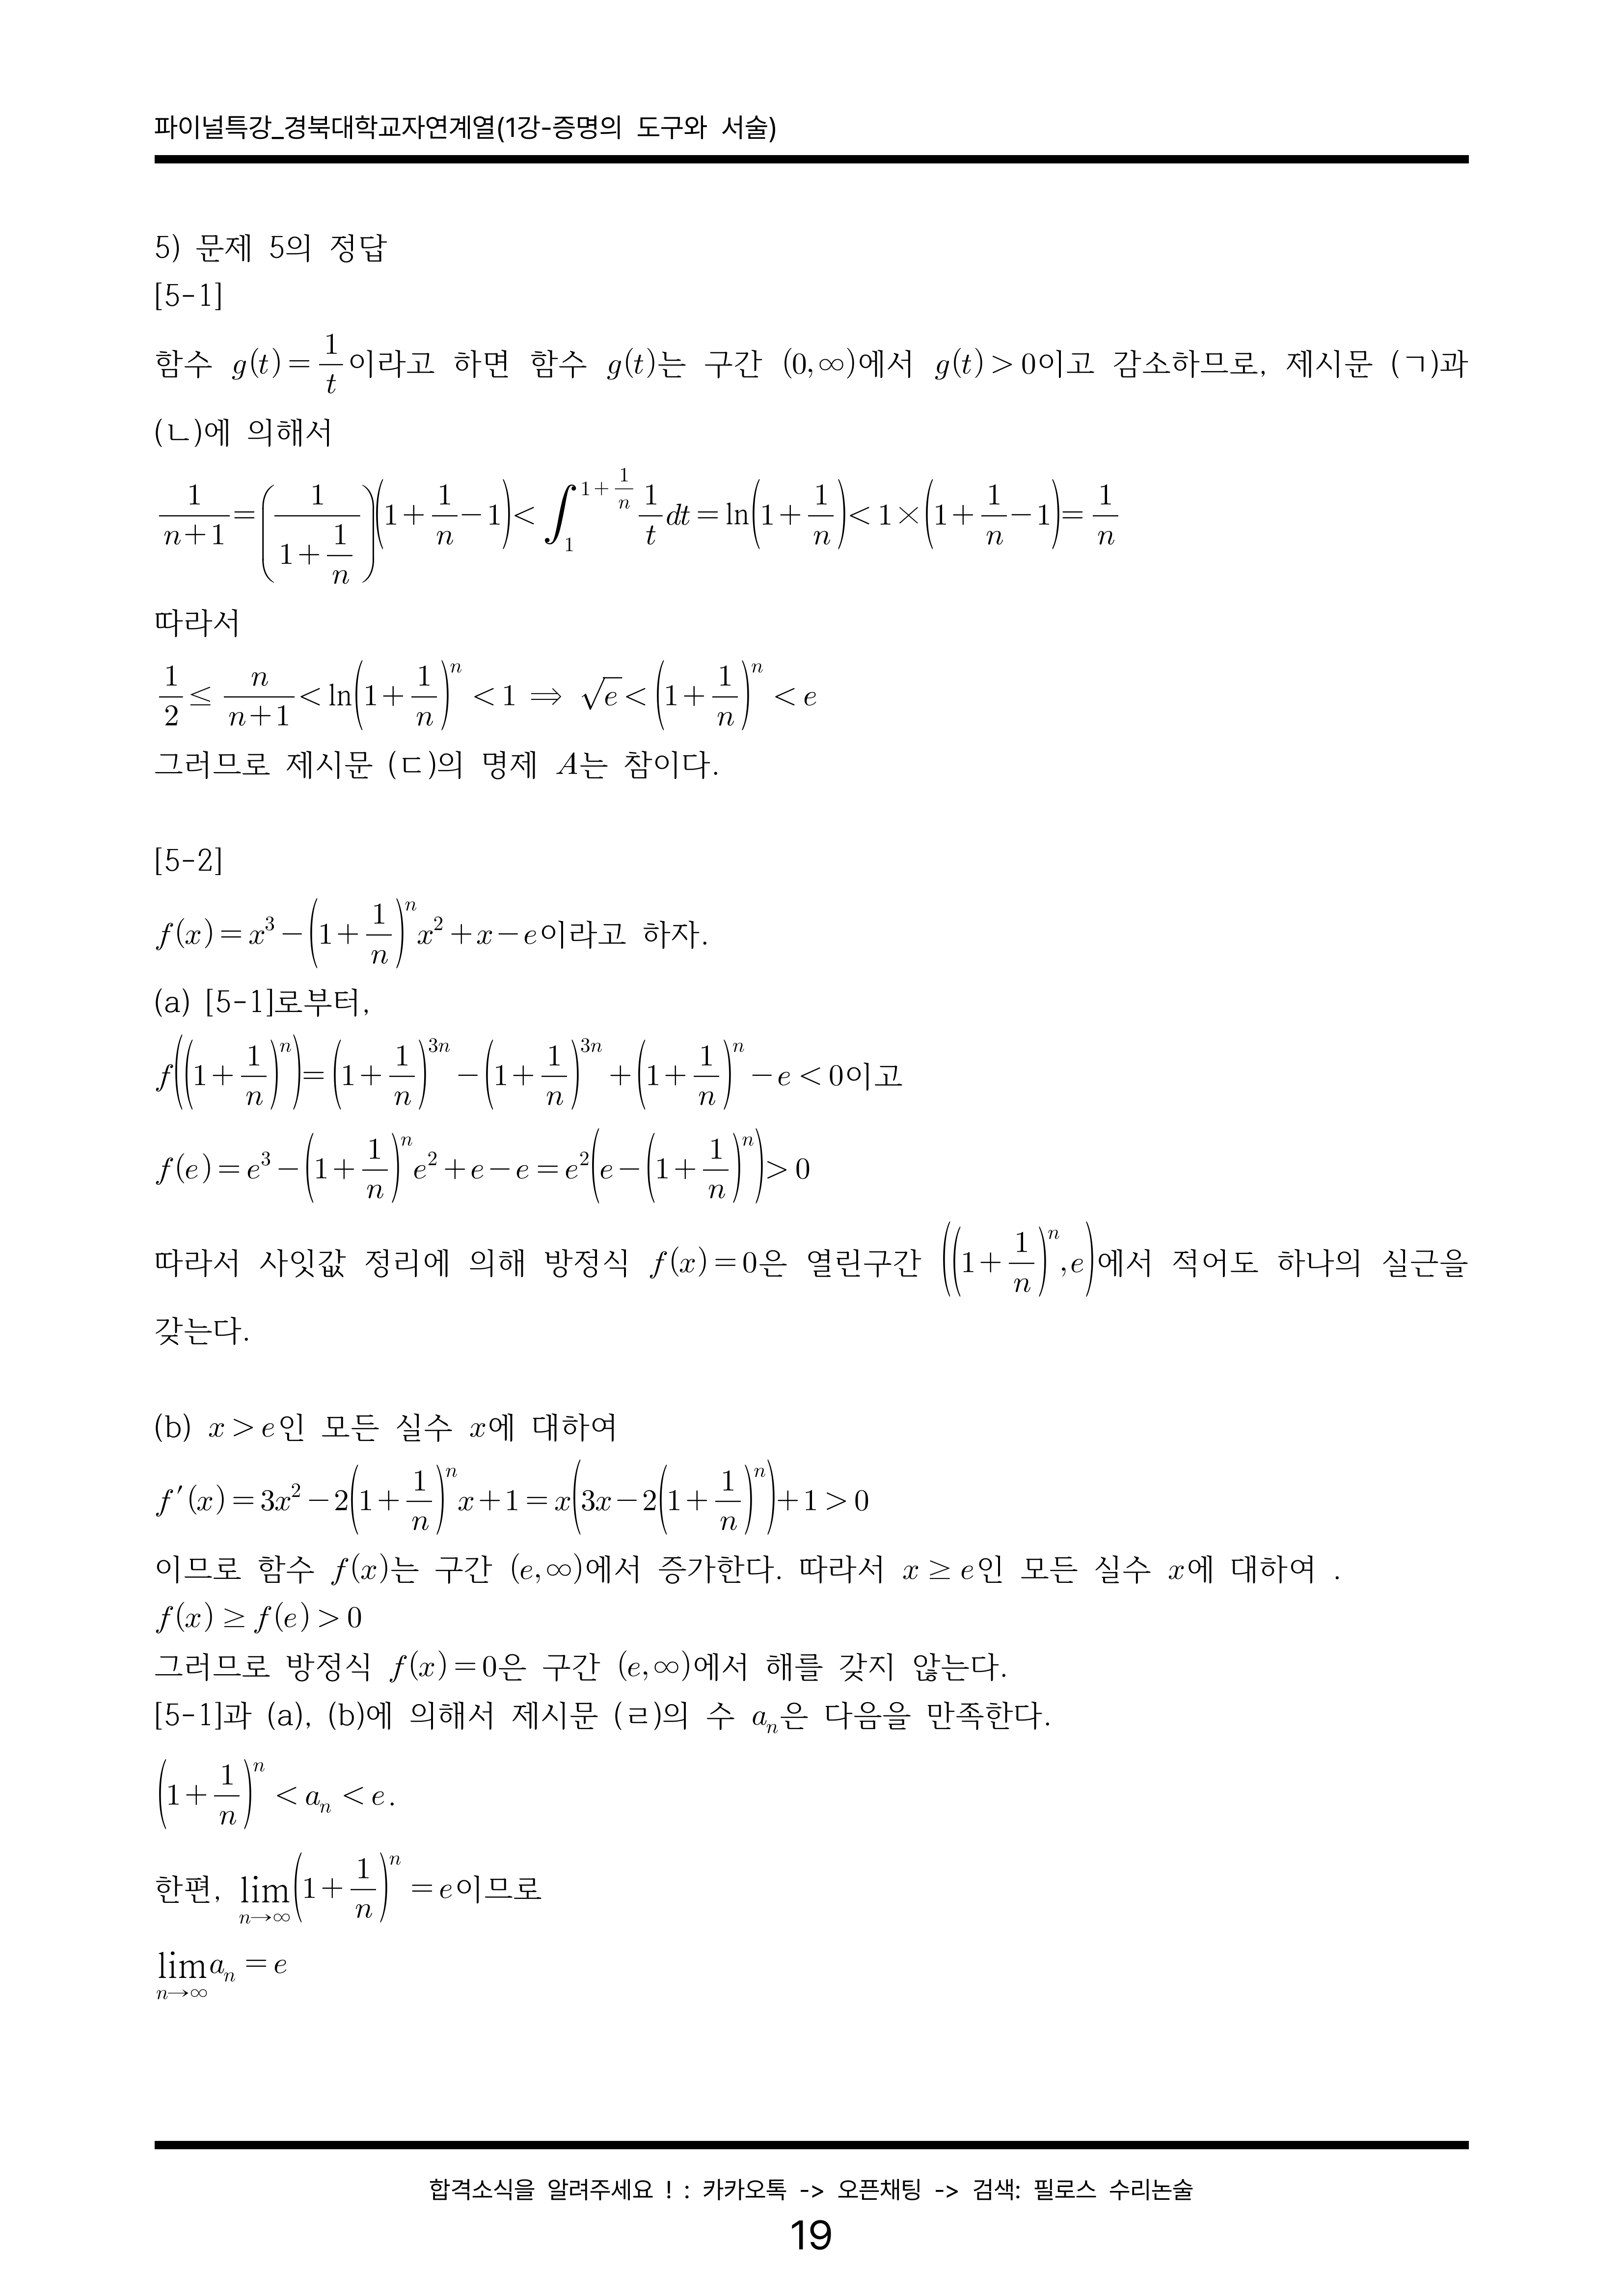 파이널특강_경북대학교자연계열(1강-증명의 도구와 서술)
5) 문제 5의 정답
[5-1]
함수 g(t)=\frac{1}{t}이라고 하면 함수 g(t)는 구간 (0,∞)에서 g(t)>0이고 감소하므로, 제시문 (ㄱ)과
(ㄴ)에 의해서
\frac{1}{n+1}=\left(\frac{1}{1+\frac{1}{n}}\right)\left(1+\frac{1}{n}-1\right)<\int_{1}^{1+\frac{1}{n}}\frac{1}{t}dt=\ln\left(1+\frac{1}{n}\right)<1×\left(1+\frac{1}{n}-1\right)=\frac{1}{n}
따라서
\frac{1}{2}≤\frac{n}{n+1}<\ln\left(1+\frac{1}{n}\right)^{n}<1 ⟹ \sqrt{e}<\left(1+\frac{1}{n}\right)^{n}<e
그러므로 제시문 (ㄷ)의 명제 A는 참이다.
[5-2]
f(x)=x^{3}-\left(1+\frac{1}{n}\right)^{n}x^{2}+x-e이라고 하자.
(a) [5-1]로부터,
f\left(\left(1+\frac{1}{n}\right)^{n}\right)=\left(1+\frac{1}{n}\right)^{3n}-\left(1+\frac{1}{n}\right)^{3n}+\left(1+\frac{1}{n}\right)^{n}-e<0이고
f(e)=e^{3}-\left(1+\frac{1}{n}\right)^{n}e^{2}+e-e=e^{2}\left(e-\left(1+\frac{1}{n}\right)^{n}\right)>0
따라서 사잇값 정리에 의해 방정식 f(x)=0은 열린구간 \left(\left(1+\frac{1}{n}\right)^{n},e\right)에서 적어도 하나의 실근을
갖는다.
(b) x>e인 모든 실수 x에 대하여
f′(x)=3x^{2}-2\left(1+\frac{1}{n}\right)^{n}x+1=x\left(3x-2\left(1+\frac{1}{n}\right)^{n}\right)+1>0
이므로 함수 f(x)는 구간 (e,∞)에서 증가한다. 따라서 x≥e인 모든 실수 x에 대하여 .
f(x)≥f(e)>0
그러므로 방정식 f(x)=0은 구간 (e,∞)에서 해를 갖지 않는다.
[5-1]과 (a), (b)에 의해서 제시문 (ㄹ)의 수 a_{n}은 다음을 만족한다.
\left(1+\frac{1}{n}\right)^{n}<a_{n}<e.
한편, \lim_{n→∞}\left(1+\frac{1}{n}\right)^{n}=e이므로
\lim_{n→∞}a_{n}=e
합격소식을 알려주세요 ! : 카카오톡 -> 오픈채팅 -> 검색: 필로스 수리논술
19